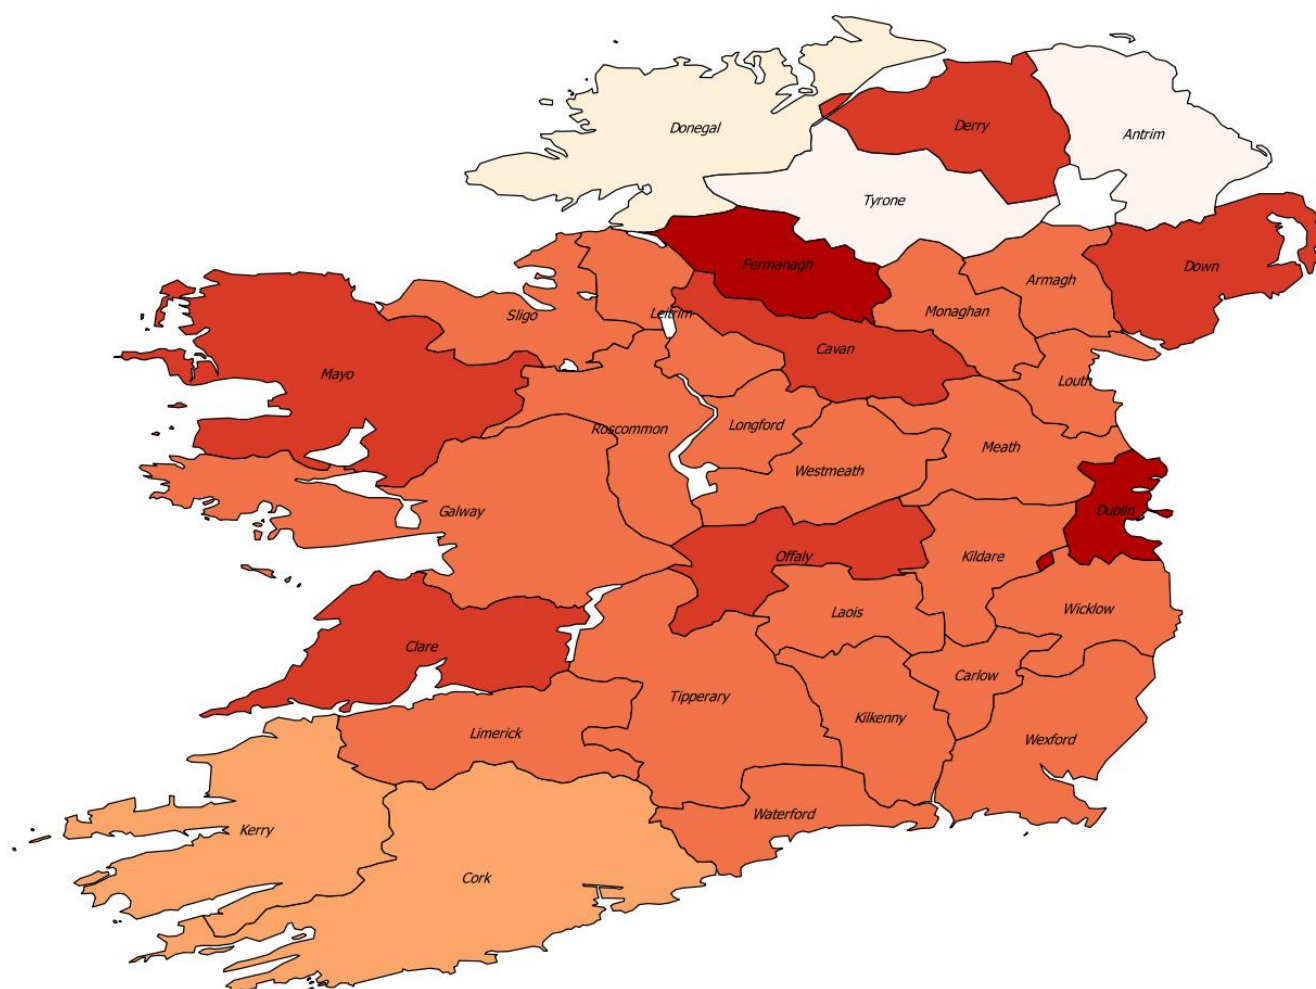 Donegal
Derry
Antrim
Tyrone
Fermanagh
Down
Armagh
Monaghan
Leitrim
Sligo
Cavan
Mayo
Louth
Longford
Roscommon
Meath
Westmeath
Galway
Dublin
Offaly
Kildare
Laois
Wicklow
Clare
Carlow
Tipperary
Kilkenny
Limerick
Wexford
Waterford
Kerry
Cork